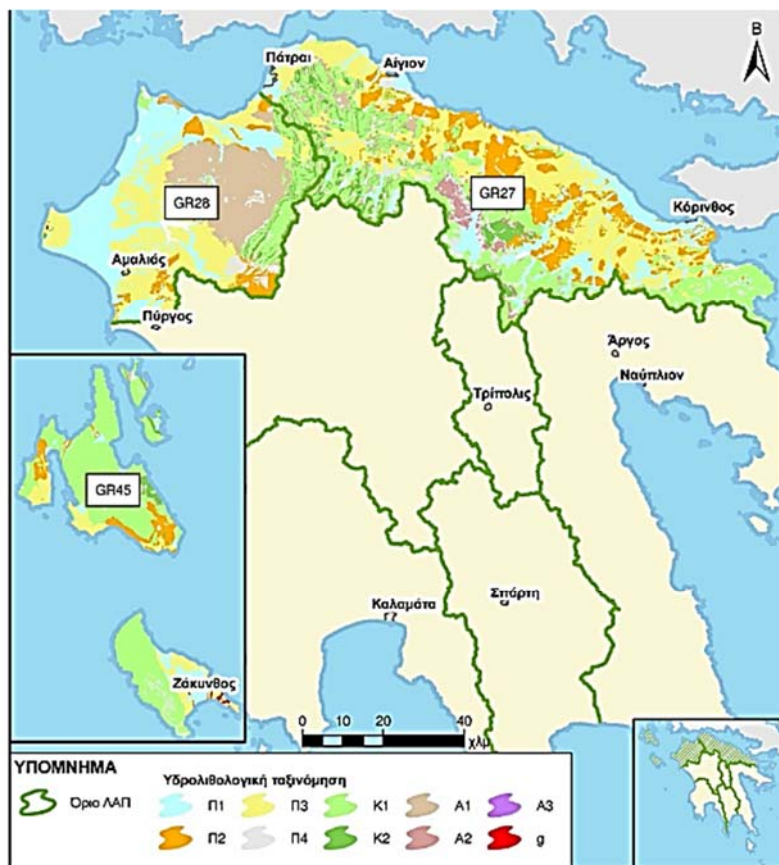 B
Πάτραι
Αίγιον
GR28
GR27
Κόρινθος
Αμαλιάς
Πύργος
Άργος
Ναύπλιον
Τρίπολις
GR45
Σπάρτη
Καλαμάτα
Ζάκυνθος
0 10 20 40
χλμ
ΥΠΟΜΝΗΜΑ
Υδρολιθολογική ταξινόμηση
Όριο ΛΑΠ
Π1 Π3 Κ1 Α1 Α3
Π2 Π4 Κ2 Α2 g